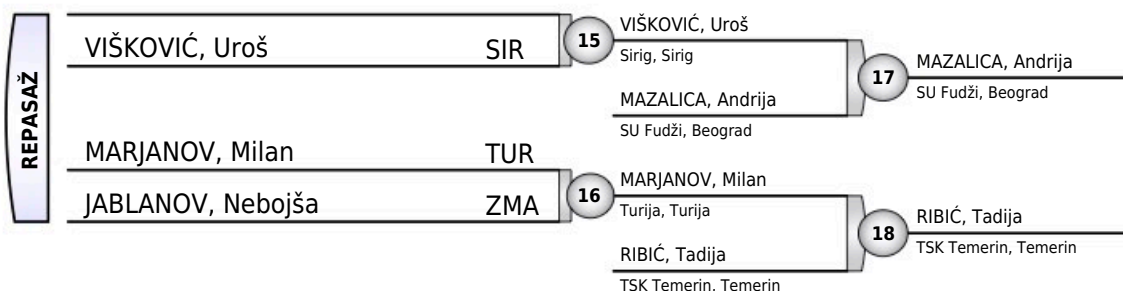 REPASAŽ
VIŠKOVIĆ, Uroš SIR
MARJANOV, Milan TUR
JABLANOV, Nebojša ZMA
15
16
VIŠKOVIĆ, Uroš
Sirig, Sirig
MAZALICA, Andrija
SU Fudži, Beograd
MARJANOV, Milan
Turija, Turija
RIBIĆ, Tadija
TSK Temerin, Temerin
17
18
MAZALICA, Andrija
SU Fudži, Beograd
RIBIĆ, Tadija
TSK Temerin, Temerin